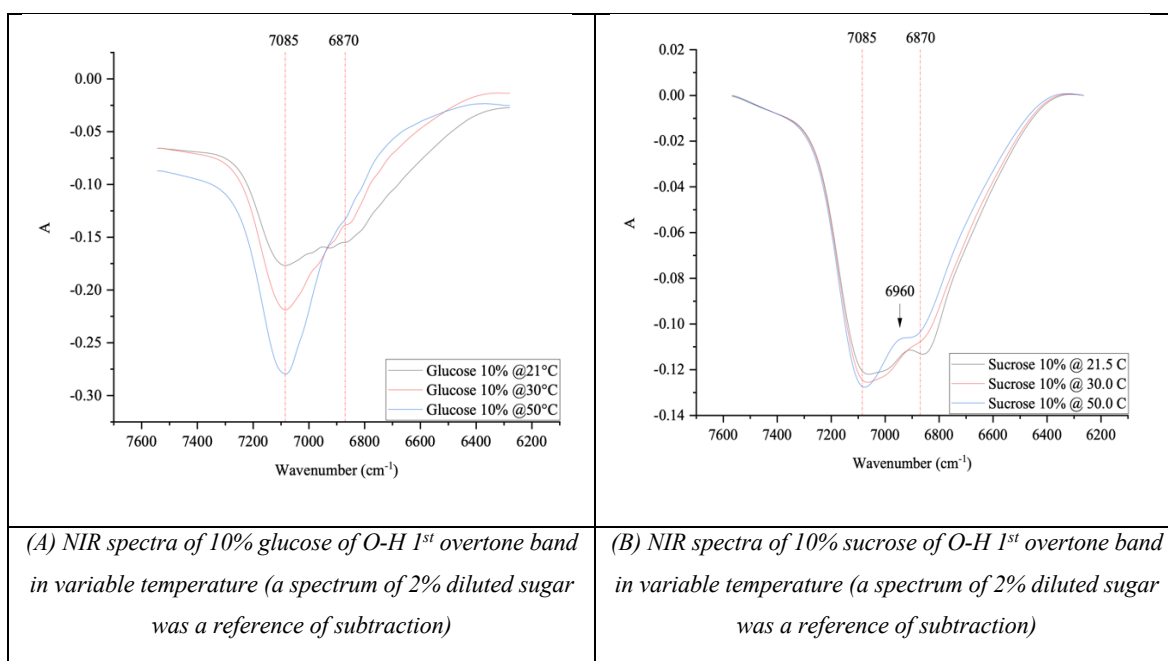 7085 6870
0.00
-0.05
-0.10
-0.15
-0.20
-0.25
-0.30
A
Glucose 10% @21°C
Glucose 10% @30°C
Glucose 10% @50°C
7600 7400 7200 7000 6800 6600 6400 6200
Wavenumber (cm⁻¹)
7085 6870
0.02
0.00
-0.02
-0.04
-0.06
-0.08
-0.10
-0.12
-0.14
A
6960
Sucrose 10% @ 21.5 C
Sucrose 10% @ 30.0 C
Sucrose 10% @ 50.0 C
7600 7400 7200 7000 6800 6600 6400 6200
Wavenumber (cm⁻¹)
(A) NIR spectra of 10% glucose of O-H 1st overtone band
in variable temperature (a spectrum of 2% diluted sugar
was a reference of subtraction)
(B) NIR spectra of 10% sucrose of O-H 1st overtone band
in variable temperature (a spectrum of 2% diluted sugar
was a reference of subtraction)